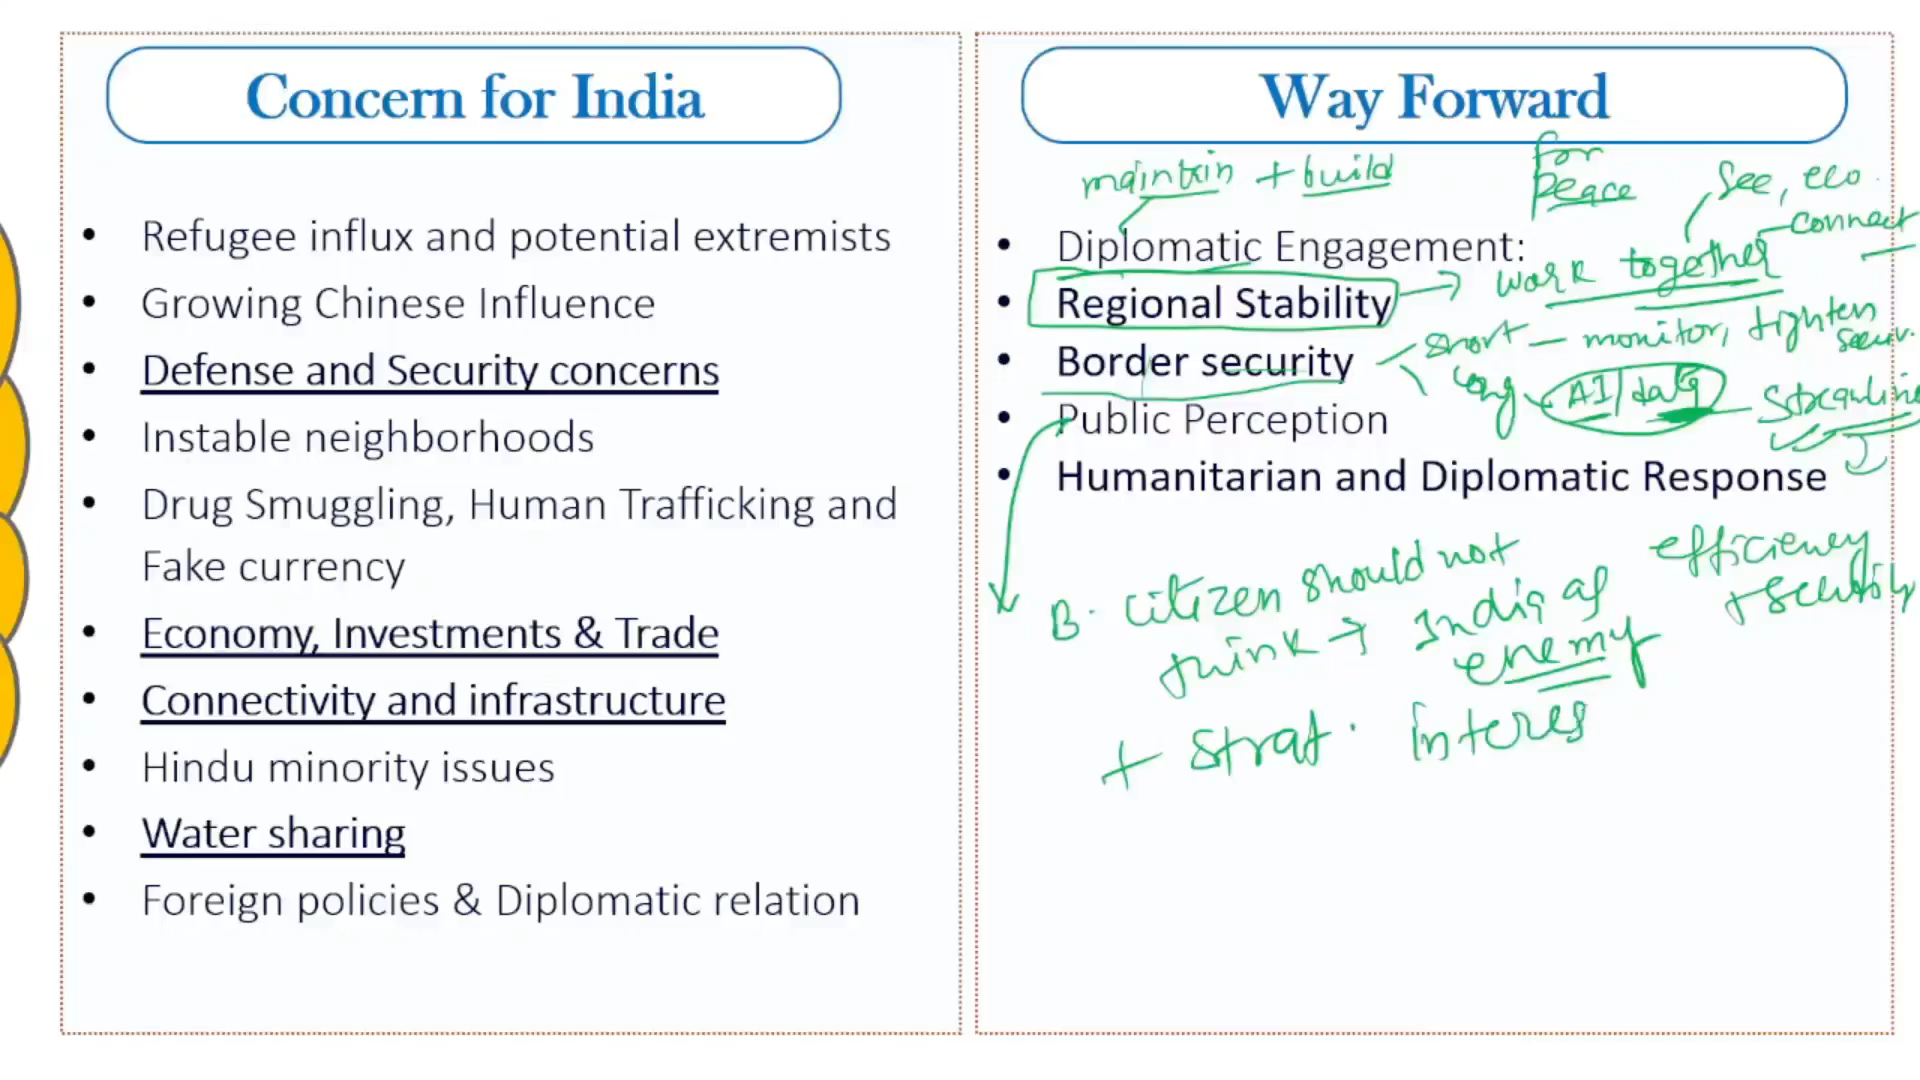 Concern for India
• Refugee influx and potential extremists
• Growing Chinese Influence
• Defense and Security concerns
• Instable neighborhoods
• Drug Smuggling, Human Trafficking and
Fake currency
• Economy, Investments & Trade
• Connectivity and infrastructure
• Hindu minority issues
• Water sharing
• Foreign policies & Diplomatic relation
Way Forward
maintain + build
for
peace
See, eco.
connect
• Diplomatic Engagement:
• Regional Stability → work together
• Border security
short – monitor, tighten
secur.
long AI/data – Streamline
• Public Perception
• Humanitarian and Diplomatic Response
efficiency
+ security
B. citizen should not
think → India as
enemy
+ strat. interes